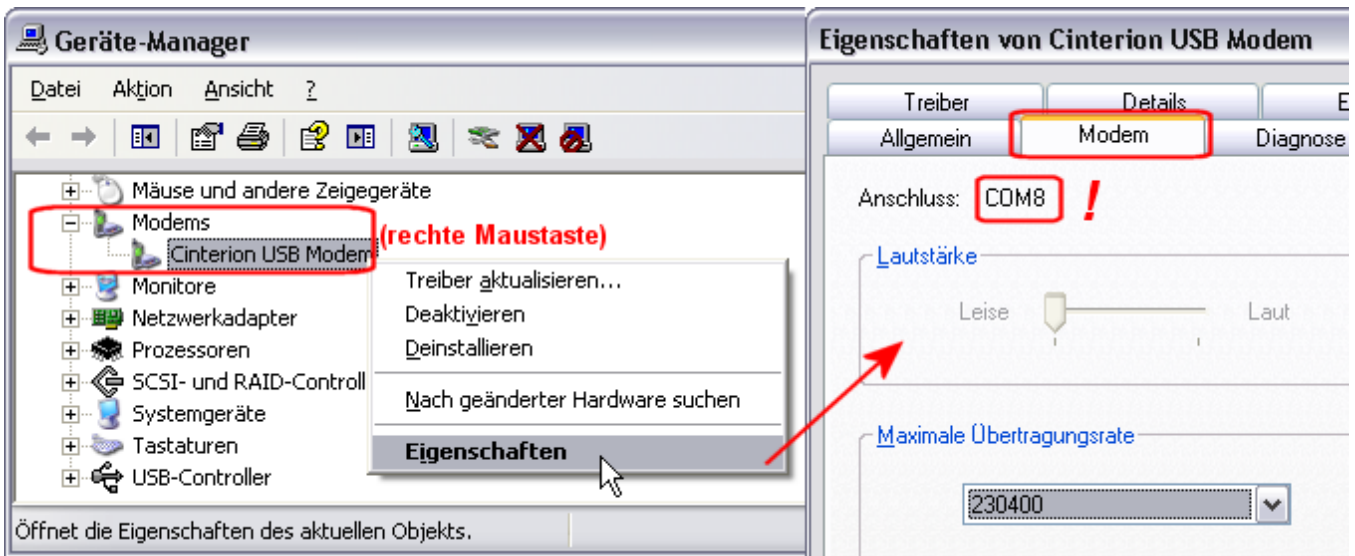 Geräte-Manager
Datei Aktion Ansicht ?
Mäuse und andere Zeigegeräte
Modems
Cinterion USB Modem
(rechte Maustaste)
Monitore
Netzwerkadapter
Prozessoren
SCSI- und RAID-Controll
Systemgeräte
Tastaturen
USB-Controller
Treiber aktualisieren...
Deaktivieren
Deinstallieren
Nach geänderter Hardware suchen
Eigenschaften
Öffnet die Eigenschaften des aktuellen Objekts.
Eigenschaften von Cinterion USB Modem
Treiber Details E
Allgemein Modem Diagnose
Anschluss: COM8 !
Lautstärke
Leise Laut
Maximale Übertragungsrate
230400